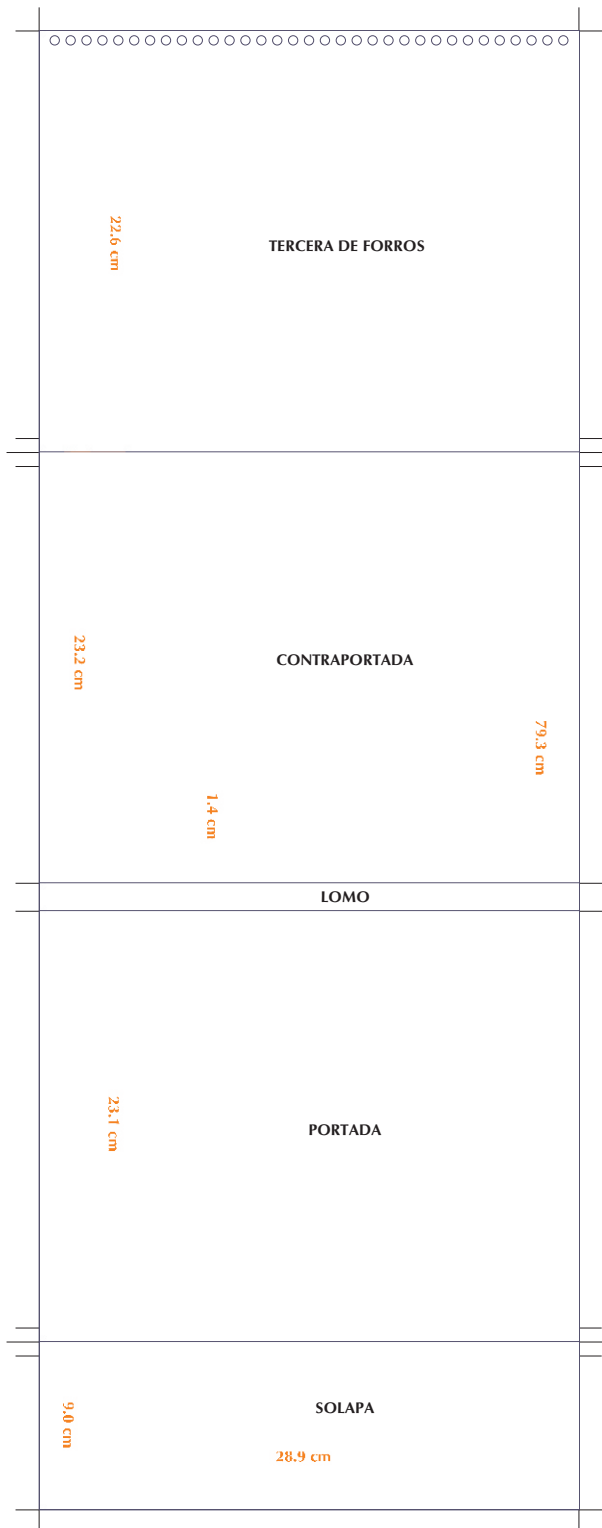 22.6 cm
TERCERA DE FORROS
23.2 cm
CONTRAPORTADA
79.3 cm
1.4 cm
LOMO
23.1 cm
PORTADA
9.0 cm
SOLAPA
28.9 cm